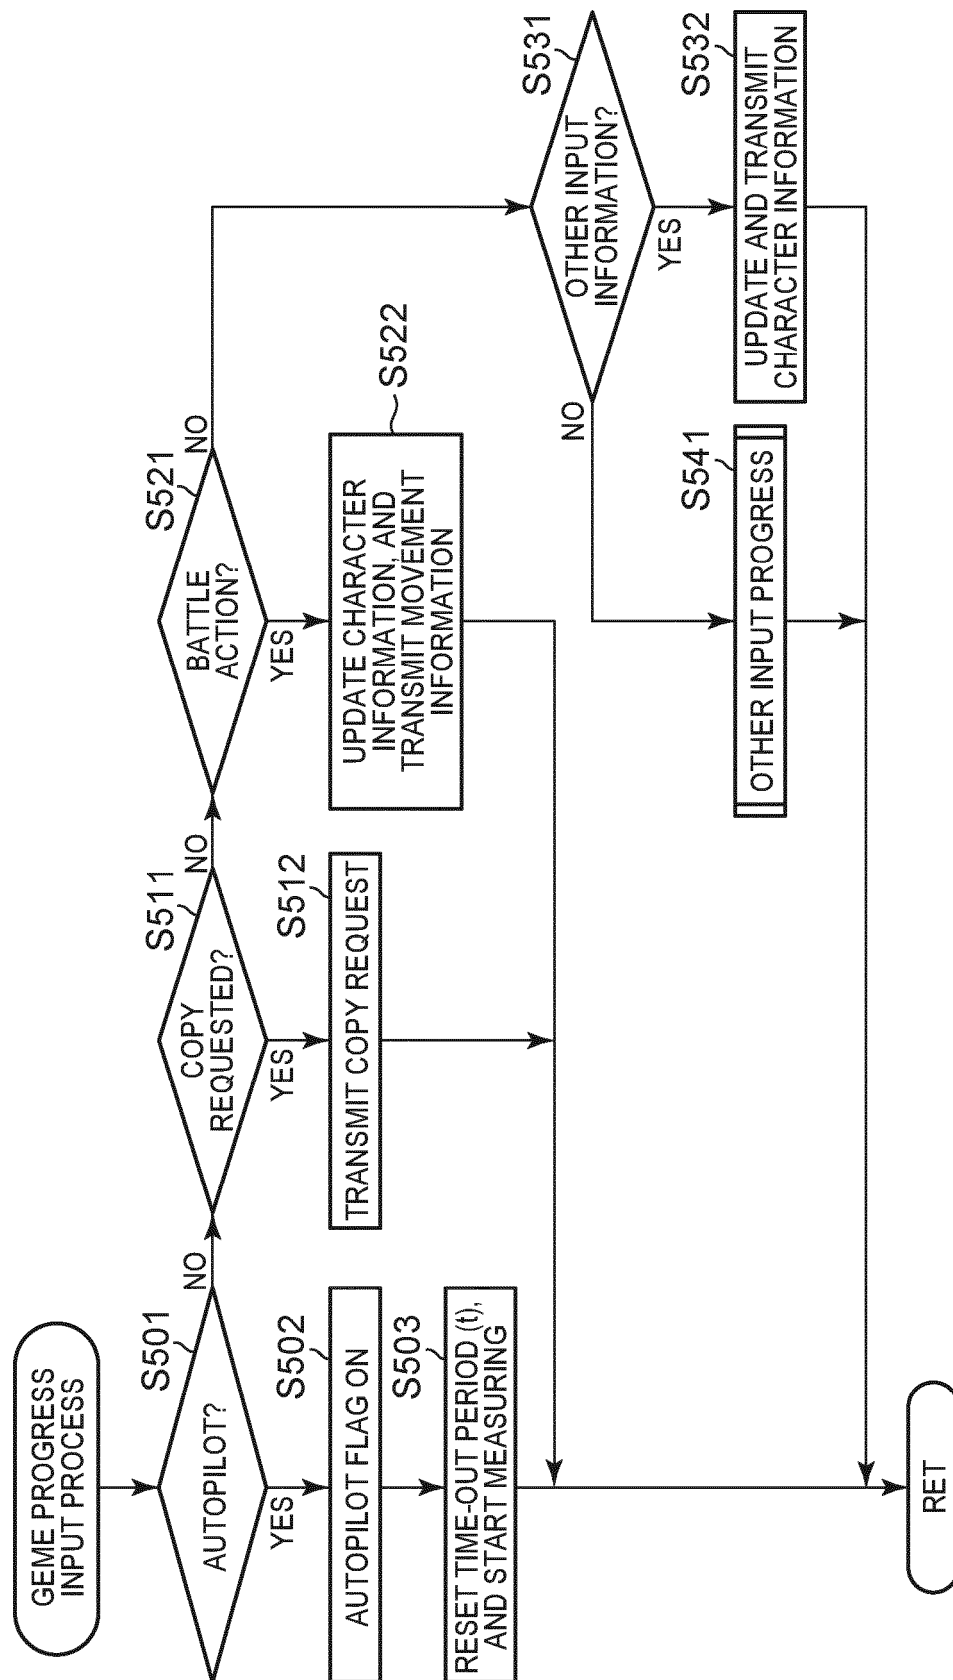 GEME PROGRESS
INPUT PROCESS
S501
AUTOPILOT?
NO
YES
S502
AUTOPILOT FLAG ON
S503
RESET TIME-OUT PERIOD (t),
AND START MEASURING
S511
COPY
REQUESTED?
NO
YES
S512
TRANSMIT COPY REQUEST
S521
BATTLE
ACTION?
NO
YES
S522
UPDATE CHARACTER
INFORMATION, AND
TRANSMIT MOVEMENT
INFORMATION
S531
OTHER INPUT
INFORMATION?
NO
YES
S532
UPDATE AND TRANSMIT
CHARACTER INFORMATION
S541
OTHER INPUT PROGRESS
RET